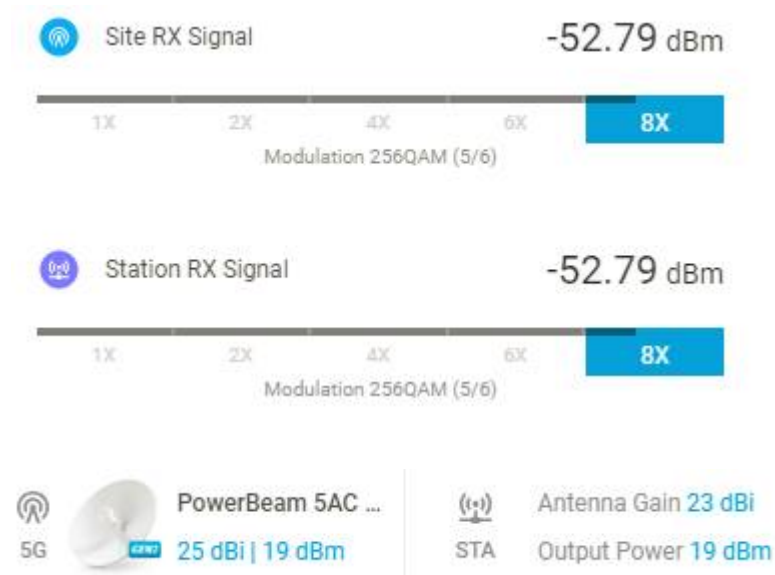 Site RX Signal -52.79 dBm
1X 2X 4X 6X 8X
Modulation 256QAM (5/6)
Station RX Signal -52.79 dBm
1X 2X 4X 6X 8X
Modulation 256QAM (5/6)
PowerBeam 5AC ... Antenna Gain 23 dBi
5G GEN2 25 dBi | 19 dBm STA Output Power 19 dBm